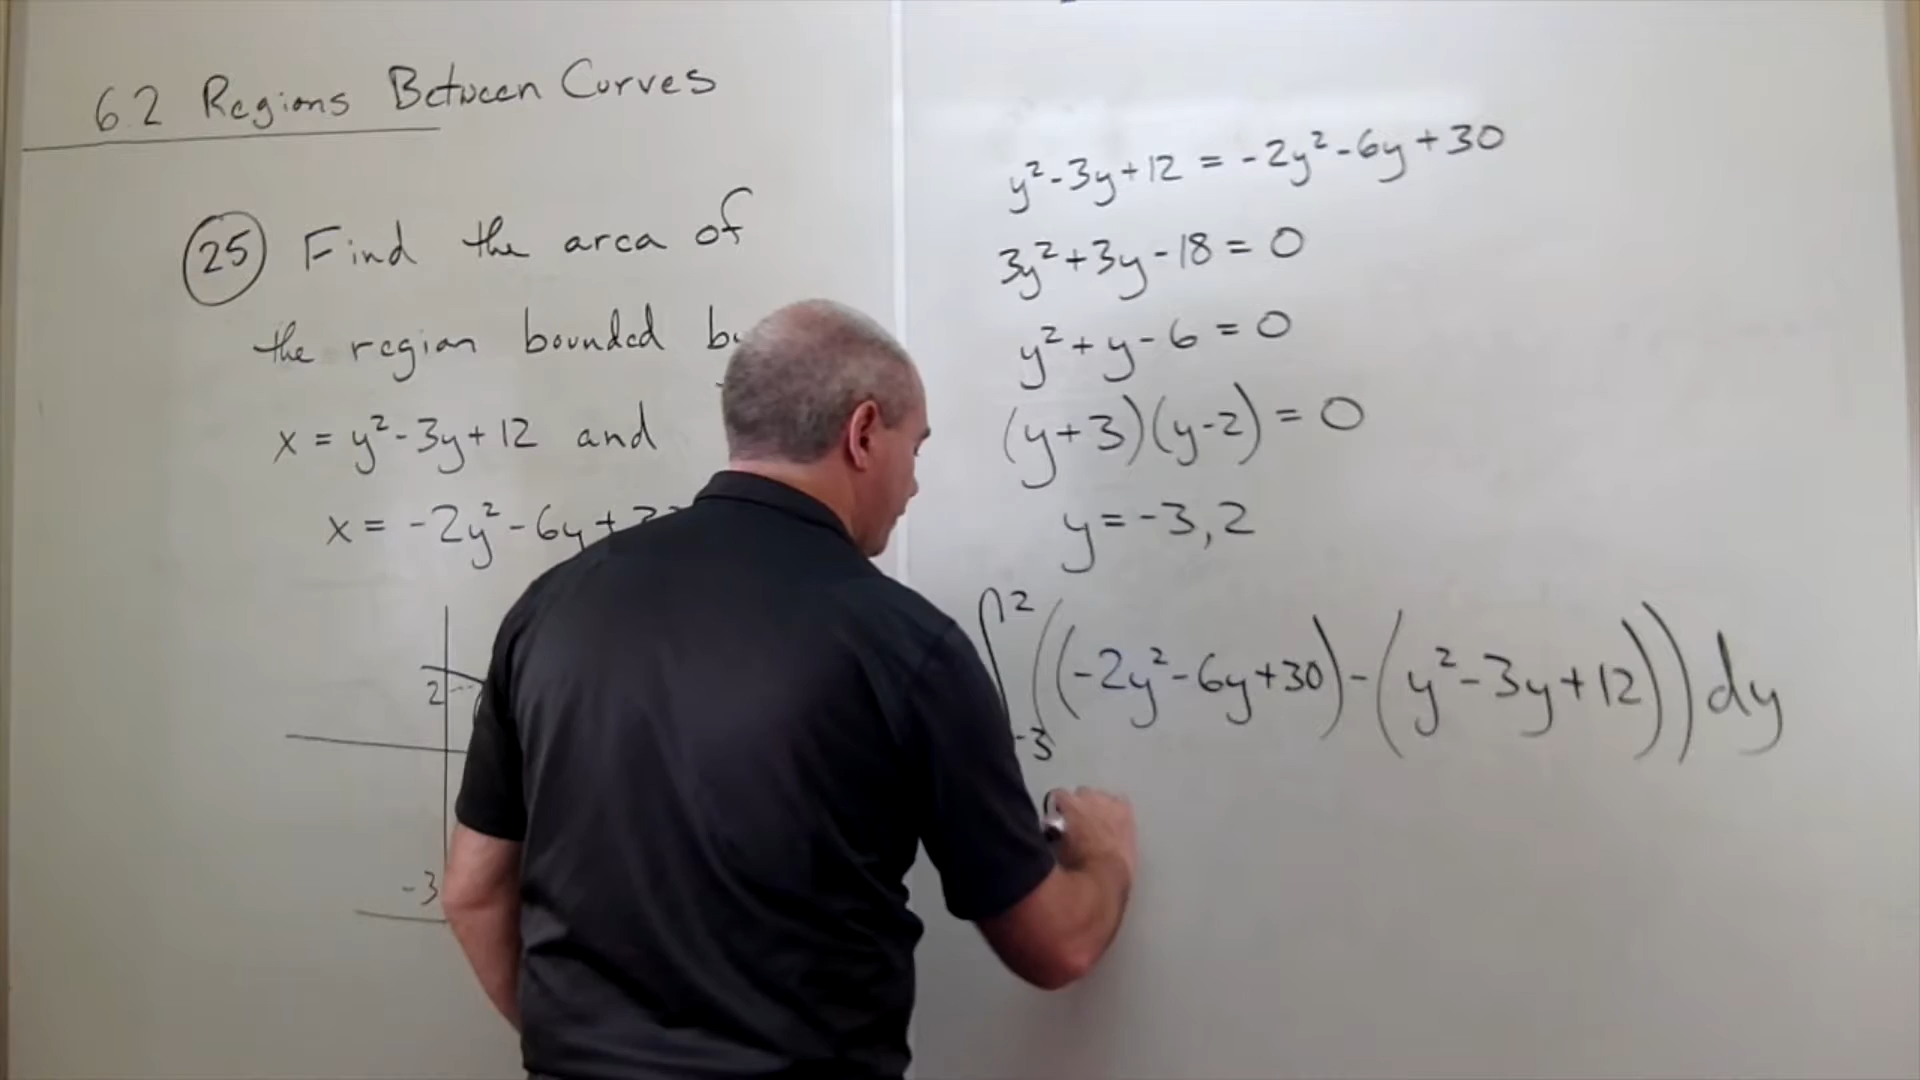 6.2 Regions Between Curves
25 Find the area of
the region bounded
x = y² - 3y + 12 and
x = -2y² - 6y +
2
-3
y² - 3y + 12 = -2y² - 6y + 30
3y² + 3y - 18 = 0
y² + y - 6 = 0
(y + 3)(y - 2) = 0
y = -3, 2
∫₋₃² ((-2y² - 6y + 30) - (y² - 3y + 12)) dy